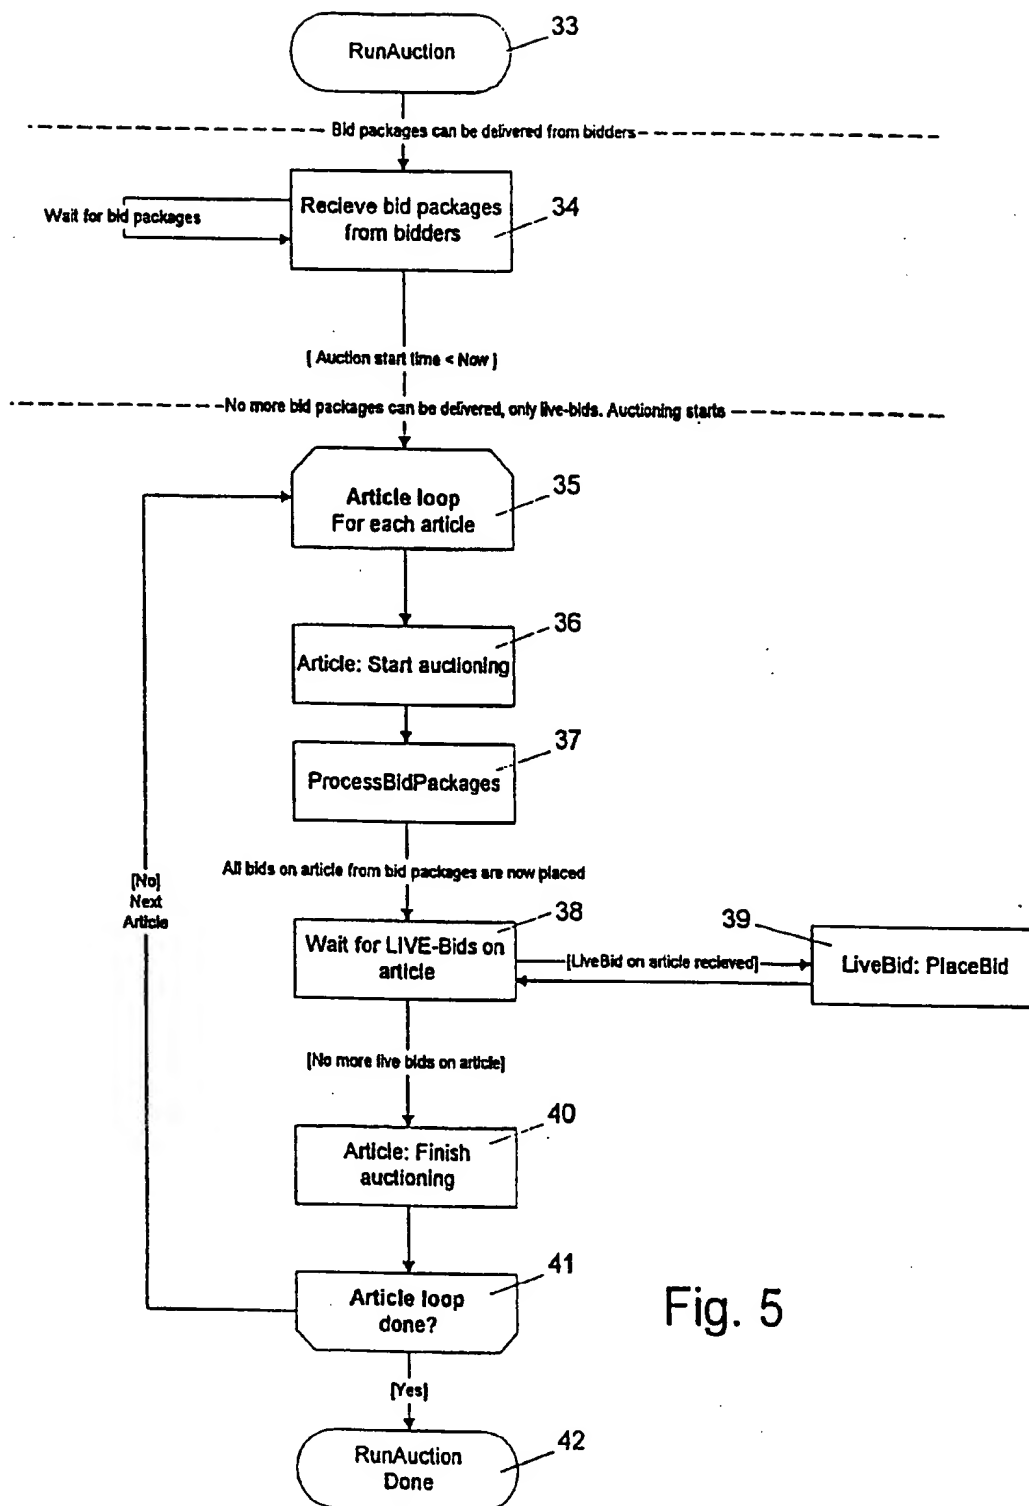 33
RunAuction
Bid packages can be delivered from bidders
Wait for bid packages
Recieve bid packages
from bidders
34
[ Auction start time < Now ]
No more bid packages can be delivered, only live-bids. Auctioning starts
Article loop
For each article
35
36
Article: Start auctioning
37
ProcessBidPackages
All bids on article from bid packages are now placed
[No]
Next
Article
38
Wait for LIVE-Bids on
article
[LiveBid on article recieved]
39
LiveBid: PlaceBid
[No more live bids on article]
40
Article: Finish
auctioning
41
Article loop
done?
Fig. 5
[Yes]
RunAuction
Done
42